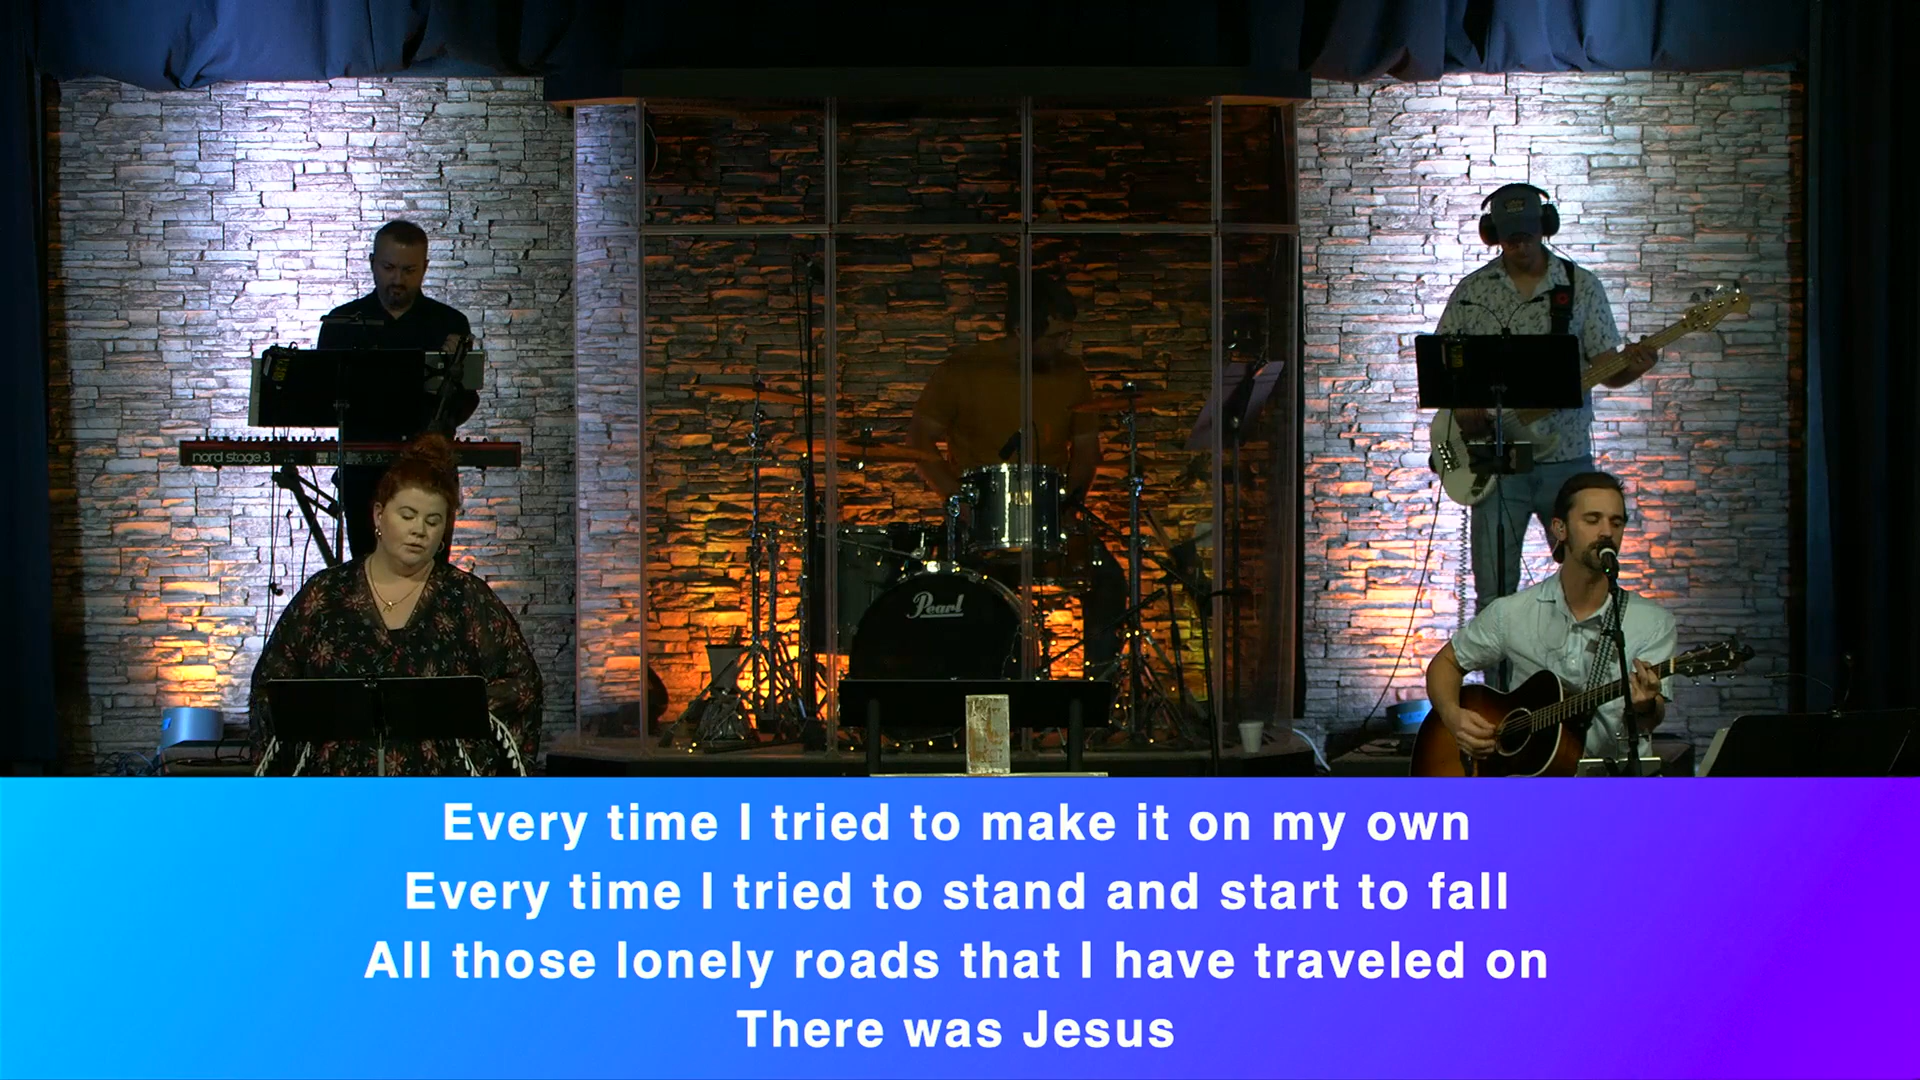 nord stage 3
Pearl
Every time I tried to make it on my own
Every time I tried to stand and start to fall
All those lonely roads that I have traveled on
There was Jesus